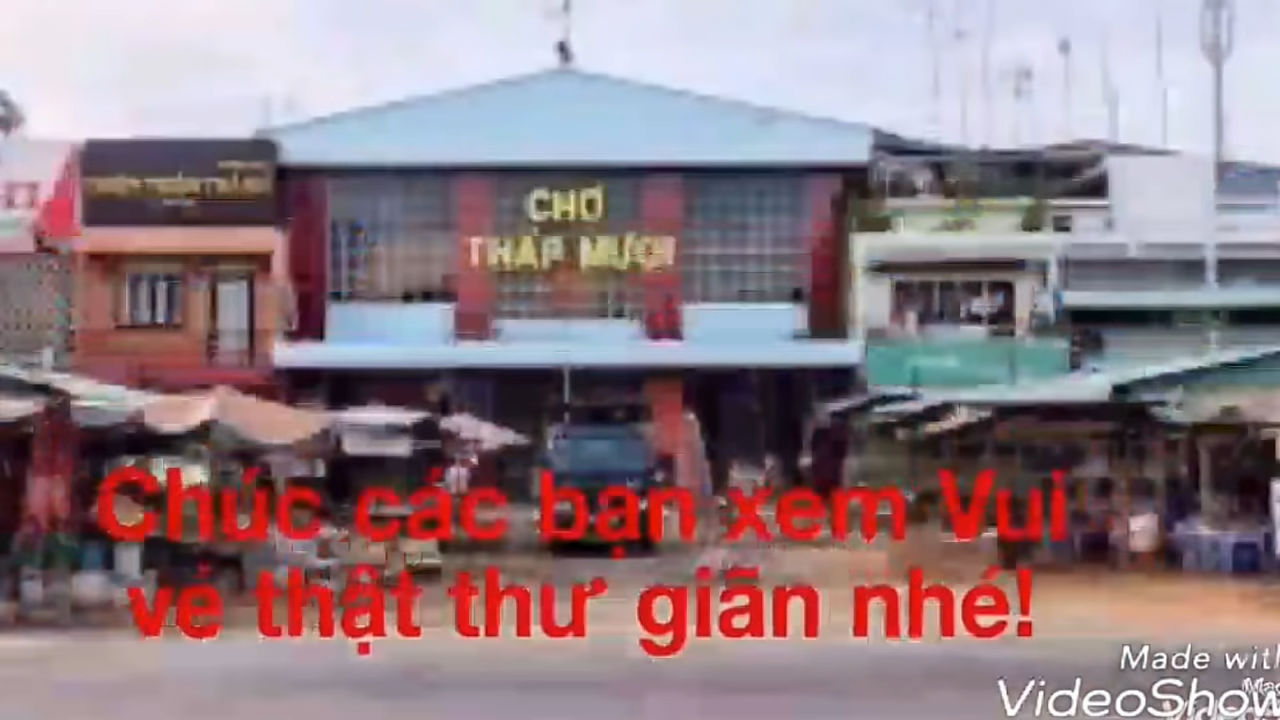 CHỢ
THÁP MƯỜI
Chúc các bạn xem Vui
vẻ thật thư giãn nhé!
Made with
VideoShow